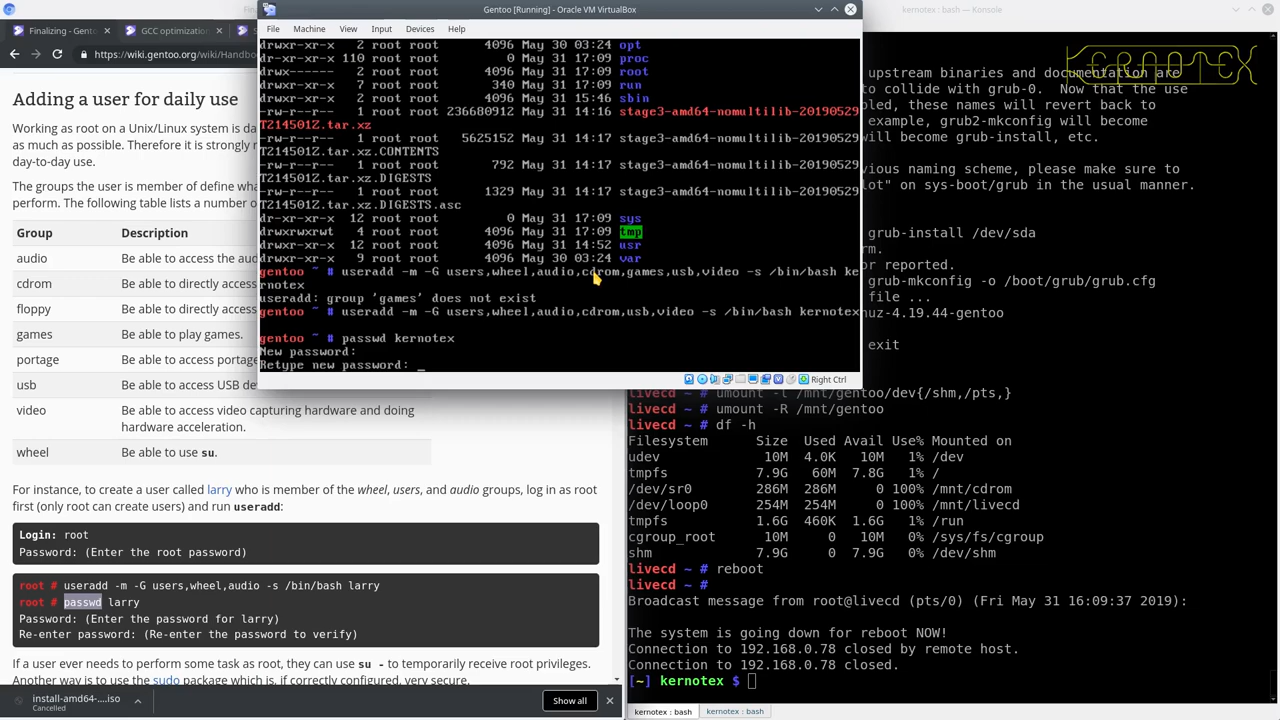 Gentoo [Running] - Oracle VM VirtualBox
kernotex : bash — Konsole
Finalizing - Gento
GCC optimization
https://wiki.gentoo.org/wiki/Handbo
File Machine View Input Devices Help
Adding a user for daily use
Working as root on a Unix/Linux system is da
as much as possible. Therefore it is strongly r
day-to-day use.
The groups the user is member of define wha
perform. The following table lists a number o
Group Description
audio Be able to access the au
cdrom Be able to directly access
floppy Be able to directly access
games Be able to play games.
portage Be able to access portage
usb Be able to access USB de
video Be able to access video capturing hardware and doing
hardware acceleration.
wheel Be able to use su.
For instance, to create a user called larry who is member of the wheel, users, and audio groups, log in as root
first (only root can create users) and run useradd:
Login: root
Password: (Enter the root password)
root # useradd -m -G users,wheel,audio -s /bin/bash larry
root # passwd larry
Password: (Enter the password for larry)
Re-enter password: (Re-enter the password to verify)
If a user ever needs to perform some task as root, they can use su - to temporarily receive root privileges.
Another way is to use the sudo package which is, if correctly configured, very secure.
install-amd64-....iso
Cancelled
Show all
drwxr-xr-x 2 root root 4096 May 30 03:24 opt
dr-xr-xr-x 110 root root 0 May 31 17:09 proc
drwx------ 2 root root 4096 May 31 17:09 root
drwxr-xr-x 7 root root 340 May 31 17:09 run
drwxr-xr-x 2 root root 4096 May 31 15:46 sbin
-rw-r--r-- 1 root root 236680912 May 31 14:16 stage3-amd64-nomultilib-20190529
T214501Z.tar.xz
-rw-r--r-- 1 root root 5625152 May 31 14:17 stage3-amd64-nomultilib-20190529
T214501Z.tar.xz.CONTENTS
-rw-r--r-- 1 root root 792 May 31 14:17 stage3-amd64-nomultilib-20190529
T214501Z.tar.xz.DIGESTS
-rw-r--r-- 1 root root 1329 May 31 14:17 stage3-amd64-nomultilib-20190529
T214501Z.tar.xz.DIGESTS.asc
dr-xr-xr-x 12 root root 0 May 31 17:09 sys
drwxrwxrwt 4 root root 4096 May 31 17:09 tmp
drwxr-xr-x 12 root root 4096 May 31 14:52 usr
drwxr-xr-x 9 root root 4096 May 30 03:24 var
gentoo ~ # useradd -m -G users,wheel,audio,cdrom,games,usb,video -s /bin/bash ke
rnotex
useradd: group 'games' does not exist
gentoo ~ # useradd -m -G users,wheel,audio,cdrom,usb,video -s /bin/bash kernotex
gentoo ~ # passwd kernotex
New password:
Retype new password: _
Right Ctrl
KERNOTEX
upstream binaries and documentation are
to collide with grub-0. Now that the use
led, these names will revert back to
example, grub2-mkconfig will become
will become grub-install, etc.
vious naming scheme, please make sure to
lot" on sys-boot/grub in the usual manner.
grub-install /dev/sda
rm.
or reported.
grub-mkconfig -o /boot/grub/grub.cfg
file ...
nuz-4.19.44-gentoo
exit
livecd ~ # umount -l /mnt/gentoo/dev{/shm,/pts,}
livecd ~ # umount -R /mnt/gentoo
livecd ~ # df -h
Filesystem Size Used Avail Use% Mounted on
udev 10M 4.0K 10M 1% /dev
tmpfs 7.9G 60M 7.8G 1% /
/dev/sr0 286M 286M 0 100% /mnt/cdrom
/dev/loop0 254M 254M 0 100% /mnt/livecd
tmpfs 1.6G 460K 1.6G 1% /run
cgroup_root 10M 0 10M 0% /sys/fs/cgroup
shm 7.9G 0 7.9G 0% /dev/shm
livecd ~ # reboot
livecd ~ #
Broadcast message from root@livecd (pts/0) (Fri May 31 16:09:37 2019):
The system is going down for reboot NOW!
Connection to 192.168.0.78 closed by remote host.
Connection to 192.168.0.78 closed.
[~] kernotex $
kernotex : bash
kernotex : bash